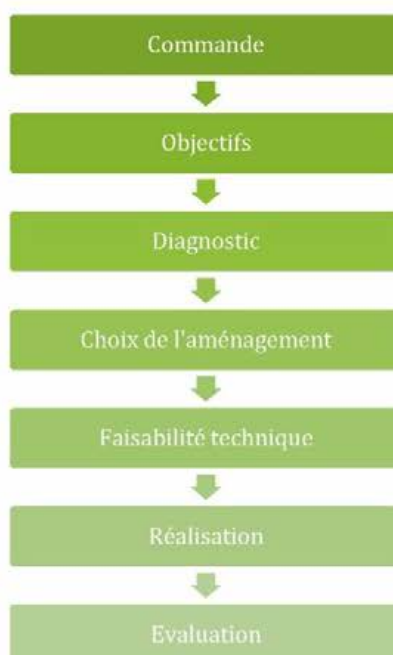 Commande
Objectifs
Diagnostic
Choix de l'aménagement
Faisabilité technique
Réalisation
Evaluation